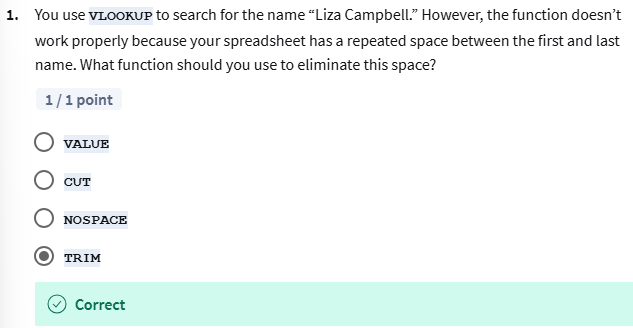 1. You use VLOOKUP to search for the name “Liza Campbell.” However, the function doesn’t
work properly because your spreadsheet has a repeated space between the first and last
name. What function should you use to eliminate this space?
1 / 1 point
VALUE
CUT
NOSPACE
TRIM
Correct